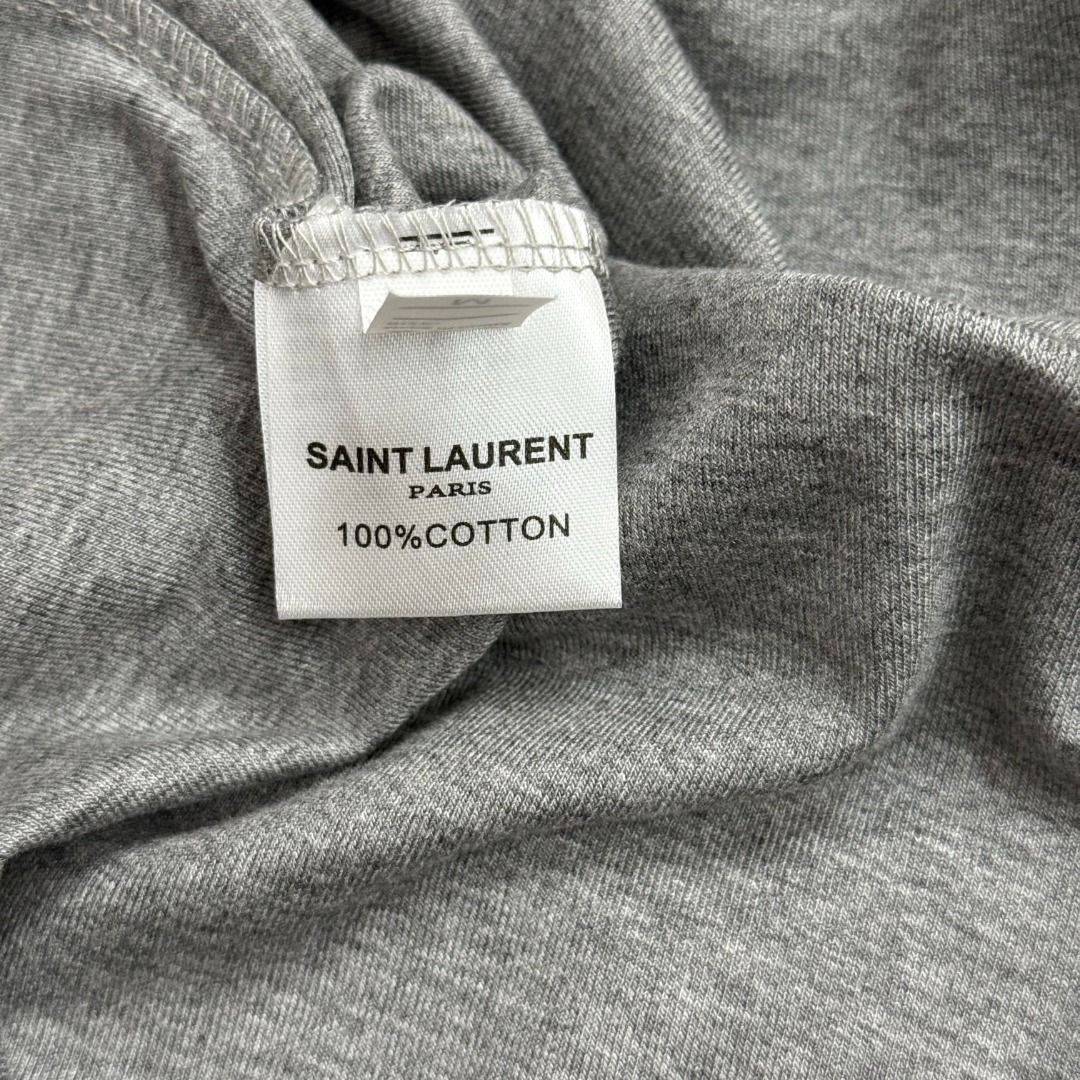 M
SAINT LAURENT
PARIS
100%COTTON